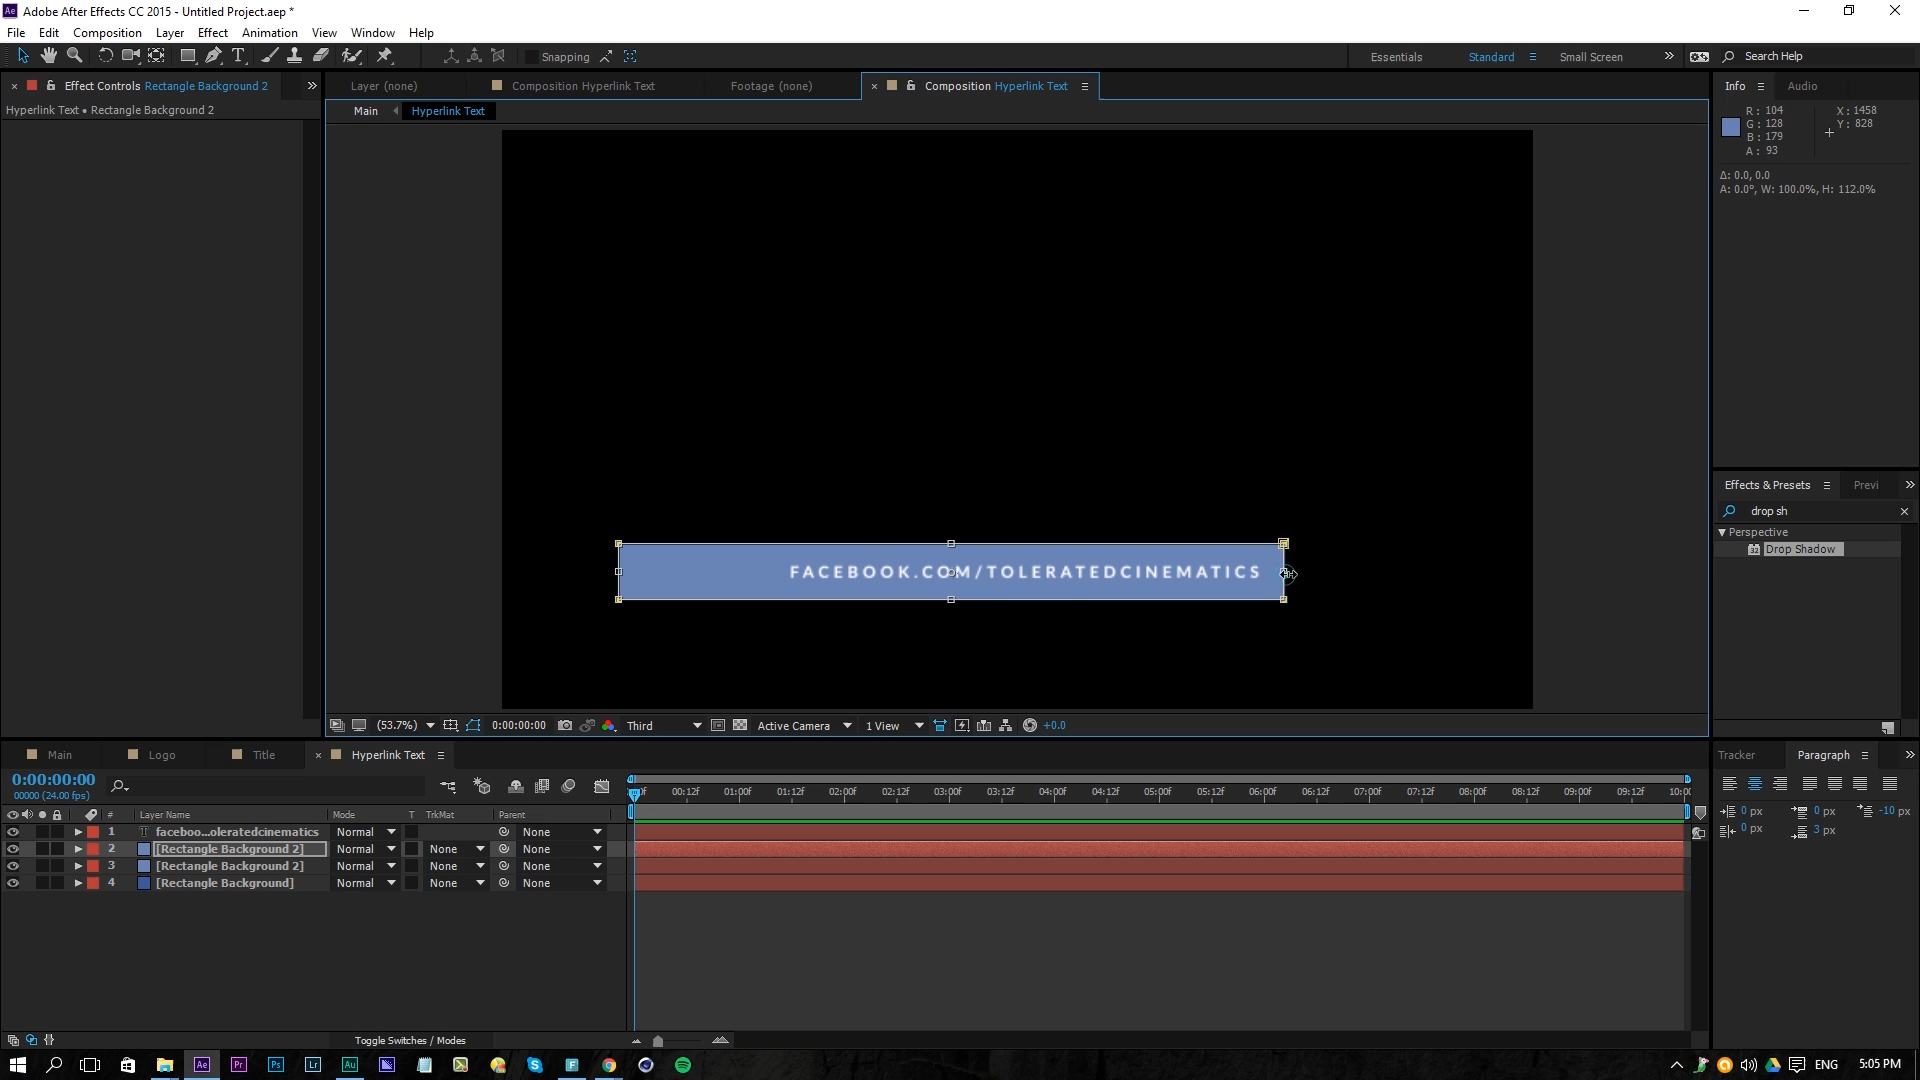 Ae Adobe After Effects CC 2015 - Untitled Project.aep *
File Edit Composition Layer Effect Animation View Window Help
T Snapping Essentials Standard Small Screen » Search Help
× Effect Controls Rectangle Background 2 »
Layer (none) Composition Hyperlink Text Footage (none) × Composition Hyperlink Text
Info Audio
Hyperlink Text • Rectangle Background 2
Main Hyperlink Text
R: 104 X: 1458
G: 128 Y: 828
B: 179
A: 93
Δ: 0.0, 0.0
A: 0.0°, W: 100.0%, H: 112.0%
Effects & Presets Previ »
drop sh ×
Perspective
32 Drop Shadow
FACEBOOK.COM/TOLERATEDCINEMATICS
(53.7%) 0:00:00:00 Third Active Camera 1 View +0.0
Main Logo Title × Hyperlink Text
Tracker Paragraph »
0:00:00:00
00000 (24.00 fps)
00:12f 01:00f 01:12f 02:00f 02:12f 03:00f 03:12f 04:00f 04:12f 05:00f 05:12f 06:00f 06:12f 07:00f 07:12f 08:00f 08:12f 09:00f 09:12f 10:00
# Layer Name Mode T TrkMat Parent
1 T faceboo...oleratedcinematics Normal None
2 [Rectangle Background 2] Normal None None
3 [Rectangle Background 2] Normal None None
4 [Rectangle Background] Normal None None
0 px 0 px -10 px
0 px 3 px
Toggle Switches / Modes
Ae Pr Ps Lr Au F ENG 5:05 PM